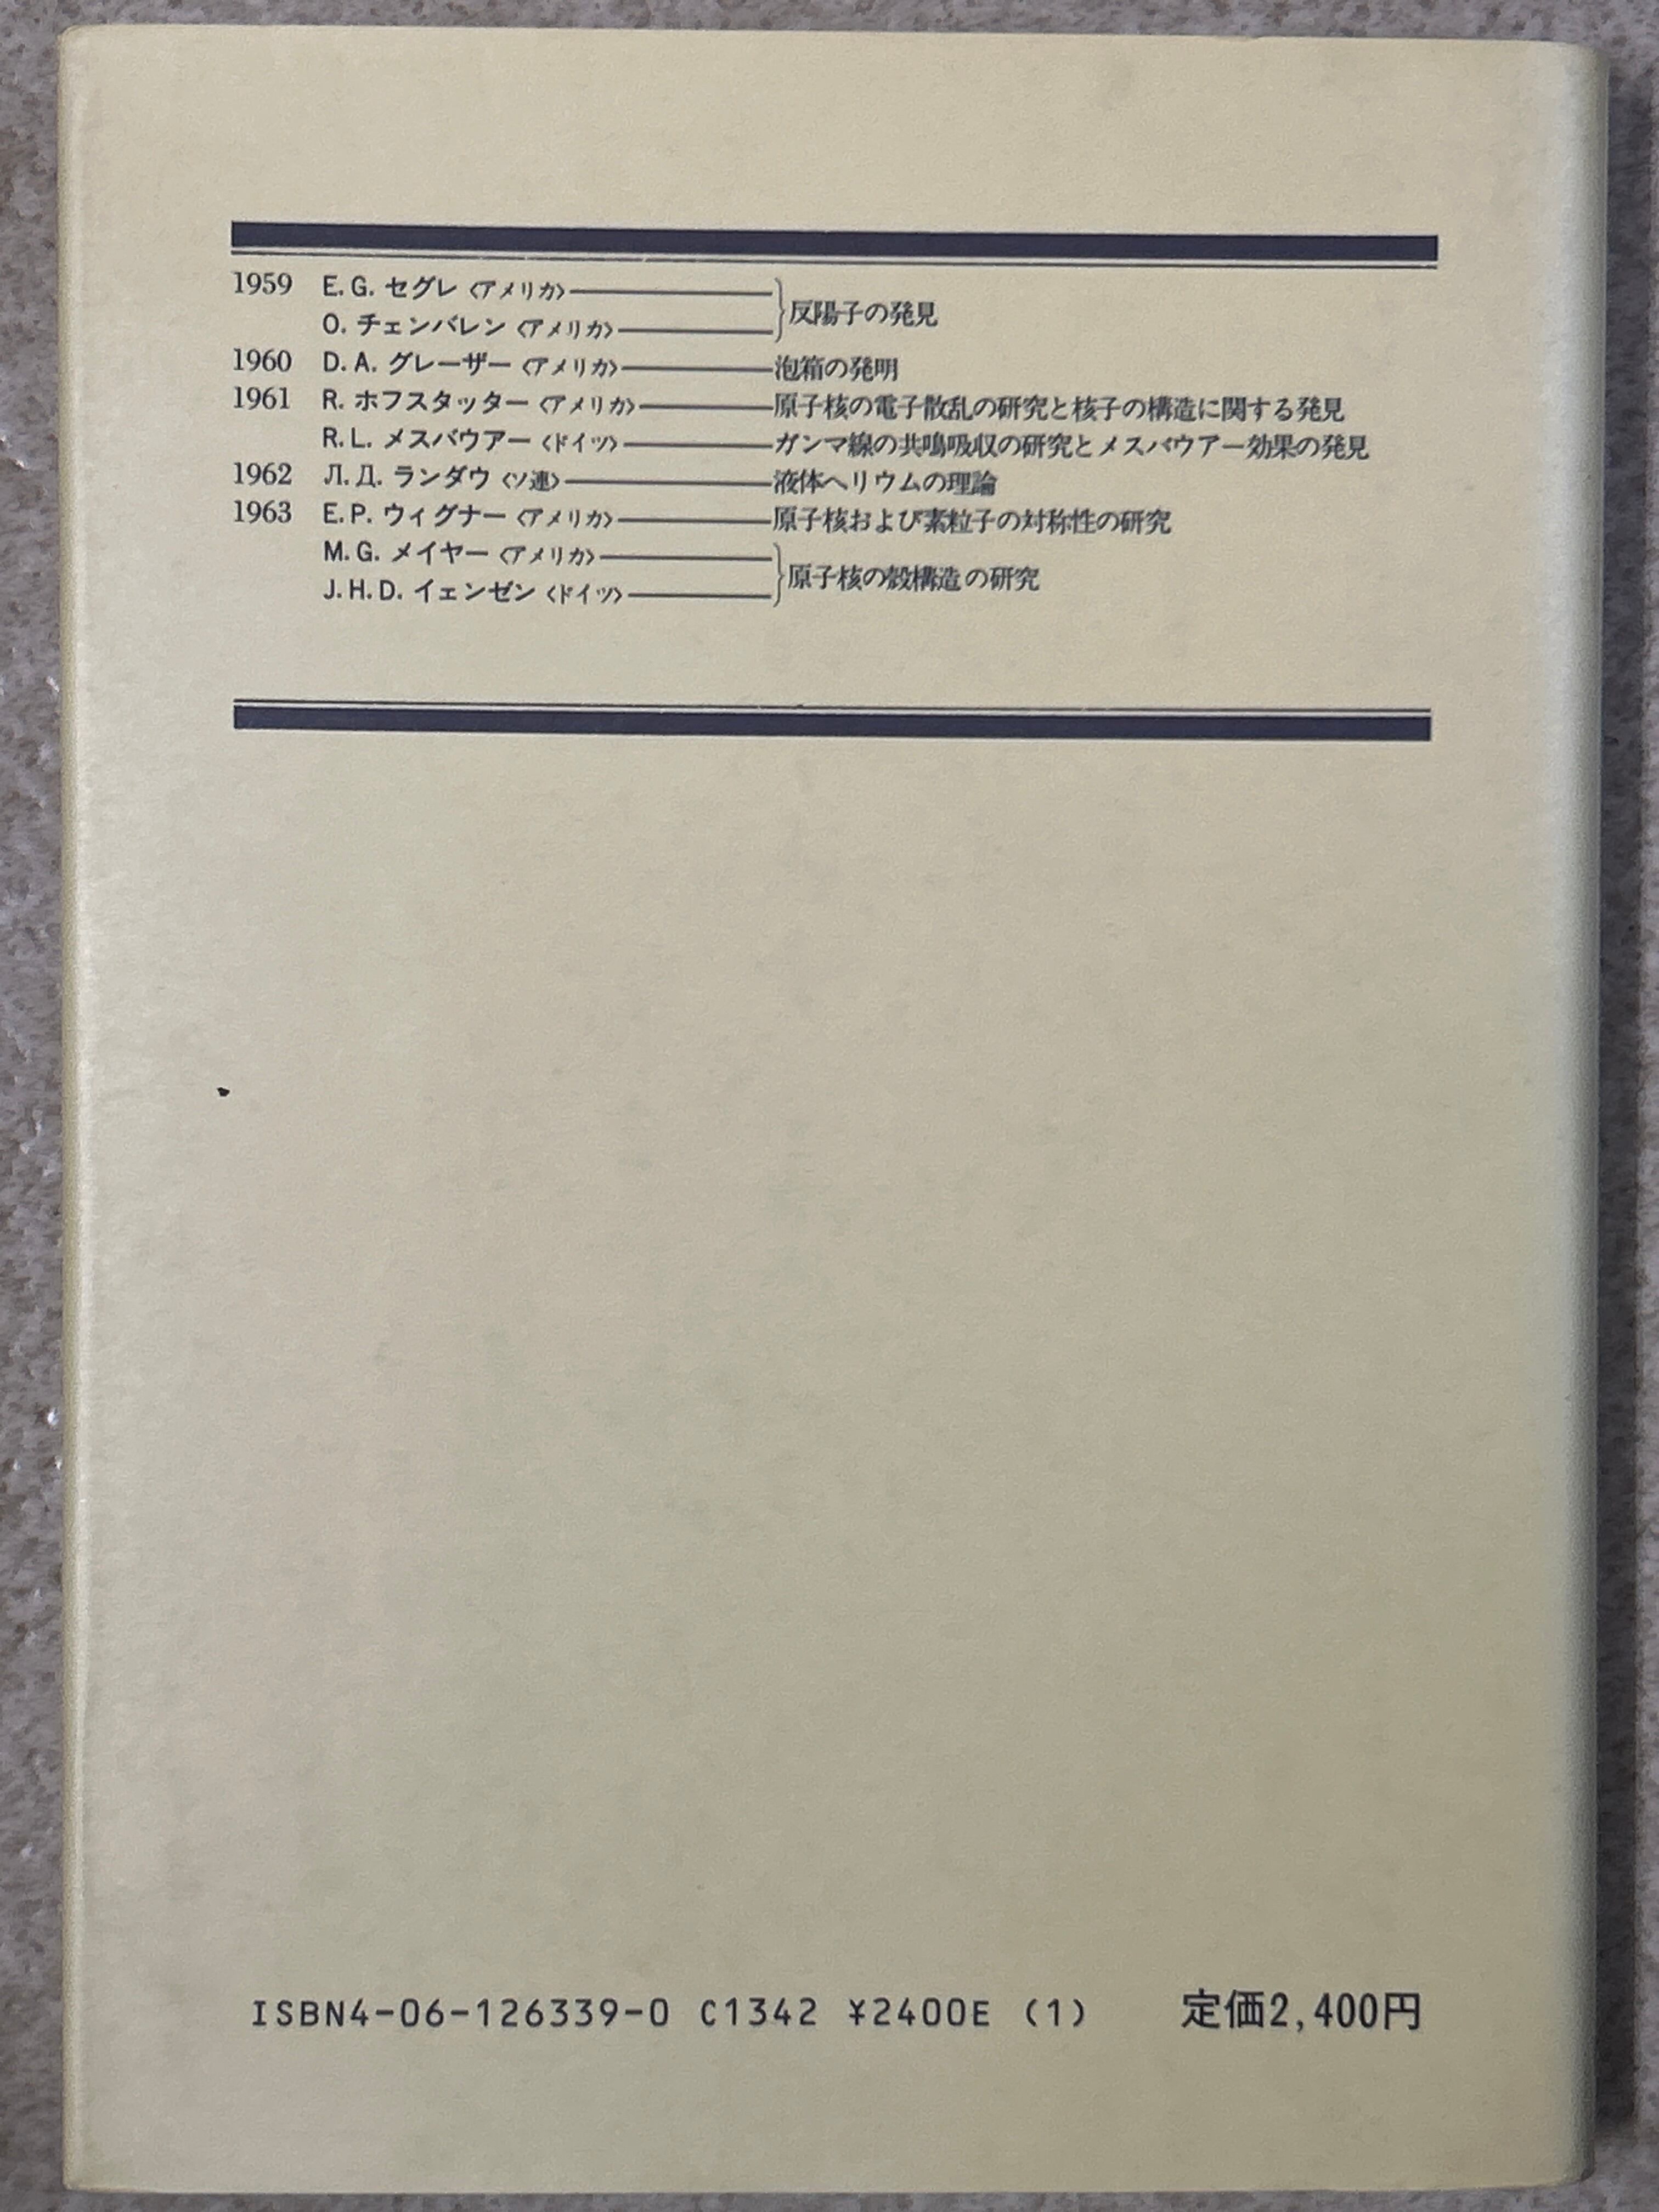 1959 E.G. セグレ〈アメリカ〉
O. チェンバレン〈アメリカ〉
反陽子の発見
1960 D.A. グレーザー〈アメリカ〉――泡箱の発明
1961 R. ホフスタッター〈アメリカ〉――原子核の電子散乱の研究と核子の構造に関する発見
R.L. メスバウアー〈ドイツ〉――ガンマ線の共鳴吸収の研究とメスバウアー効果の発見
1962 Л.Д. ランダウ〈ソ連〉――液体ヘリウムの理論
1963 E.P. ウィグナー〈アメリカ〉――原子核および素粒子の対称性の研究
M.G. メイヤー〈アメリカ〉
J.H.D. イェンゼン〈ドイツ〉
原子核の殻構造の研究
ISBN4-06-126339-0 C1342 ¥2400E (1) 定価2,400円